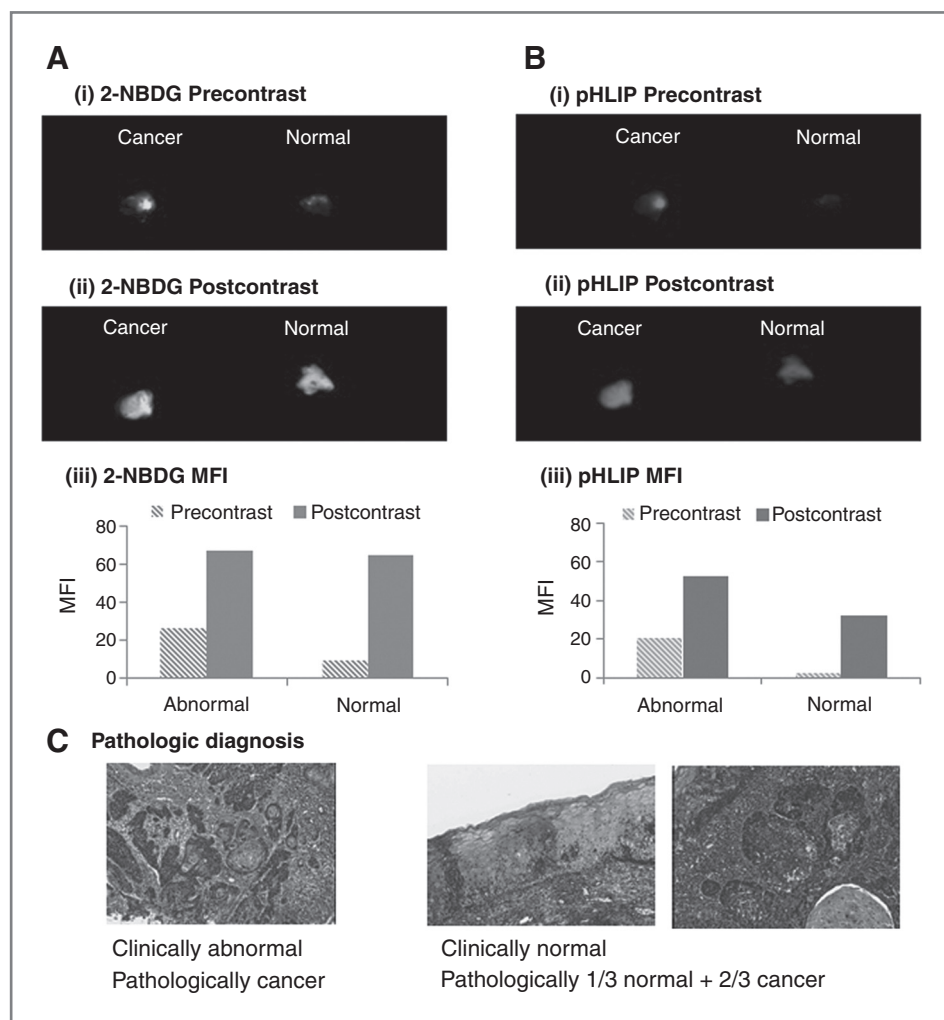 A
(i) 2-NBDG Precontrast
Cancer Normal
(ii) 2-NBDG Postcontrast
Cancer Normal
(iii) 2-NBDG MFI
Precontrast Postcontrast
80
60
40
20
0
MFI
Abnormal Normal
B
(i) pHLIP Precontrast
Cancer Normal
(ii) pHLIP Postcontrast
Cancer Normal
(iii) pHLIP MFI
Precontrast Postcontrast
80
60
40
20
0
MFI
Abnormal Normal
C Pathologic diagnosis
Clinically abnormal
Pathologically cancer
Clinically normal
Pathologically 1/3 normal + 2/3 cancer